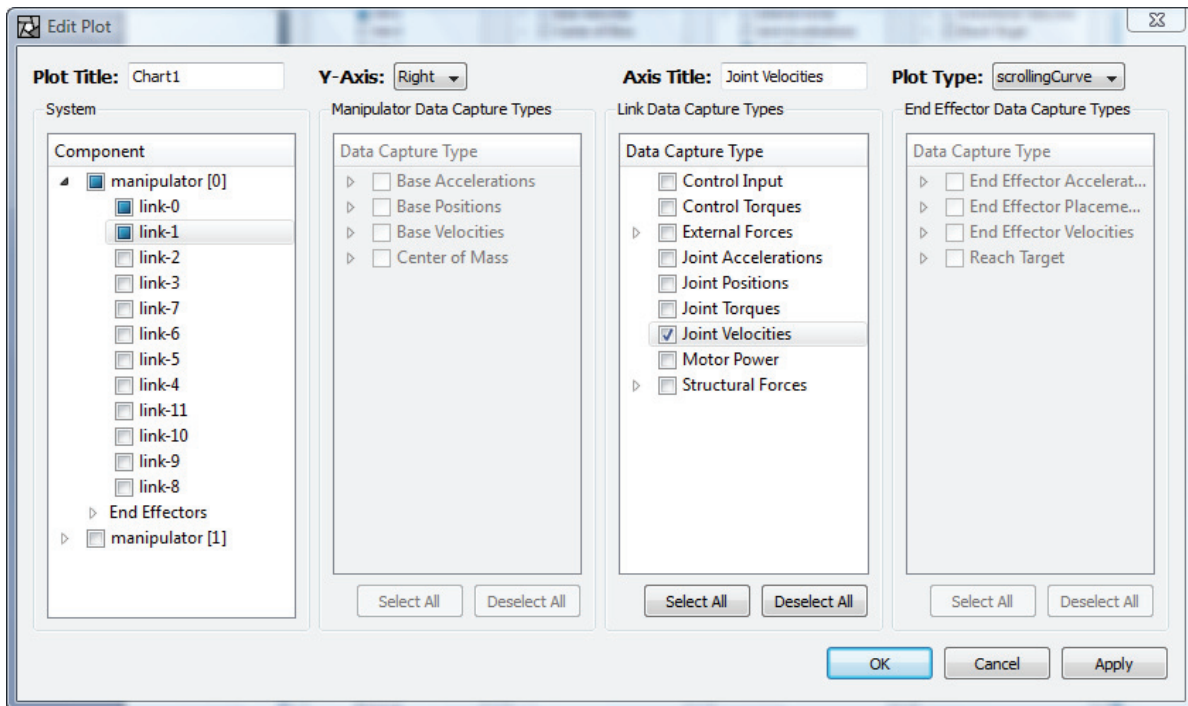 Edit Plot
Plot Title: Chart1 Y-Axis: Right Axis Title: Joint Velocities Plot Type: scrollingCurve
System
Component
manipulator [0]
link-0
link-1
link-2
link-3
link-7
link-6
link-5
link-4
link-11
link-10
link-9
link-8
End Effectors
manipulator [1]
Manipulator Data Capture Types
Data Capture Type
Base Accelerations
Base Positions
Base Velocities
Center of Mass
Select All Deselect All
Link Data Capture Types
Data Capture Type
Control Input
Control Torques
External Forces
Joint Accelerations
Joint Positions
Joint Torques
Joint Velocities
Motor Power
Structural Forces
Select All Deselect All
End Effector Data Capture Types
Data Capture Type
End Effector Accelerat...
End Effector Placeme...
End Effector Velocities
Reach Target
Select All Deselect All
OK Cancel Apply